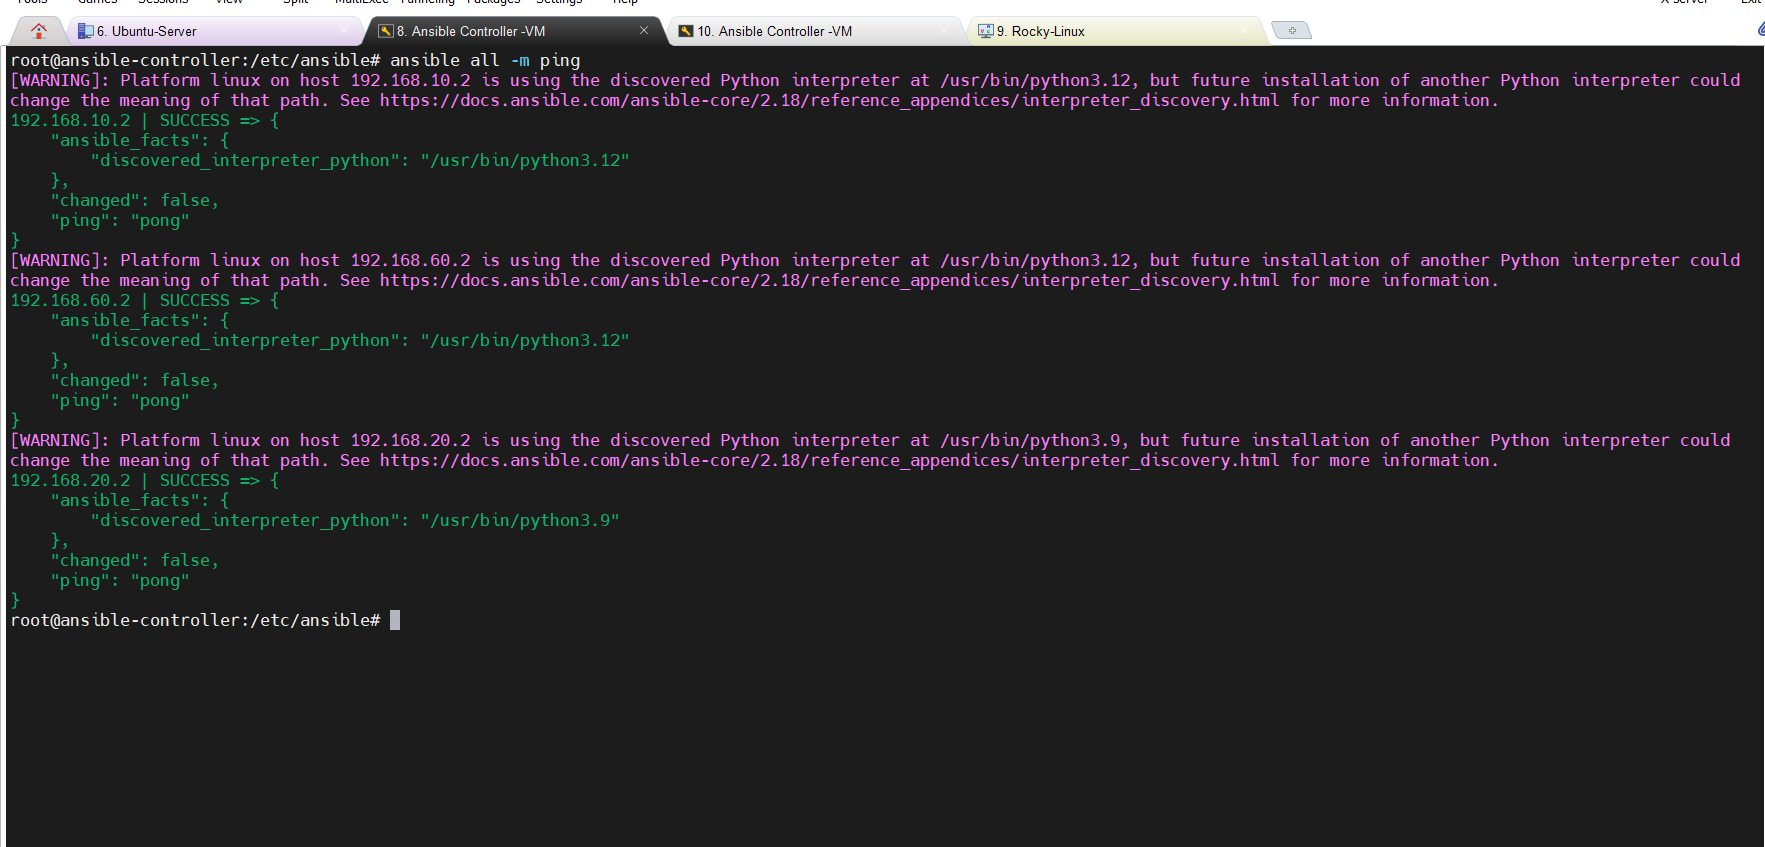 Tools Games Sessions View Split MultiExec Tunneling Packages Settings Help X server Exit
6. Ubuntu-Server
8. Ansible Controller -VM
10. Ansible Controller -VM
9. Rocky-Linux
root@ansible-controller:/etc/ansible# ansible all -m ping
[WARNING]: Platform linux on host 192.168.10.2 is using the discovered Python interpreter at /usr/bin/python3.12, but future installation of another Python interpreter could
change the meaning of that path. See https://docs.ansible.com/ansible-core/2.18/reference_appendices/interpreter_discovery.html for more information.
192.168.10.2 | SUCCESS => {
    "ansible_facts": {
        "discovered_interpreter_python": "/usr/bin/python3.12"
    },
    "changed": false,
    "ping": "pong"
}
[WARNING]: Platform linux on host 192.168.60.2 is using the discovered Python interpreter at /usr/bin/python3.12, but future installation of another Python interpreter could
change the meaning of that path. See https://docs.ansible.com/ansible-core/2.18/reference_appendices/interpreter_discovery.html for more information.
192.168.60.2 | SUCCESS => {
    "ansible_facts": {
        "discovered_interpreter_python": "/usr/bin/python3.12"
    },
    "changed": false,
    "ping": "pong"
}
[WARNING]: Platform linux on host 192.168.20.2 is using the discovered Python interpreter at /usr/bin/python3.9, but future installation of another Python interpreter could
change the meaning of that path. See https://docs.ansible.com/ansible-core/2.18/reference_appendices/interpreter_discovery.html for more information.
192.168.20.2 | SUCCESS => {
    "ansible_facts": {
        "discovered_interpreter_python": "/usr/bin/python3.9"
    },
    "changed": false,
    "ping": "pong"
}
root@ansible-controller:/etc/ansible#